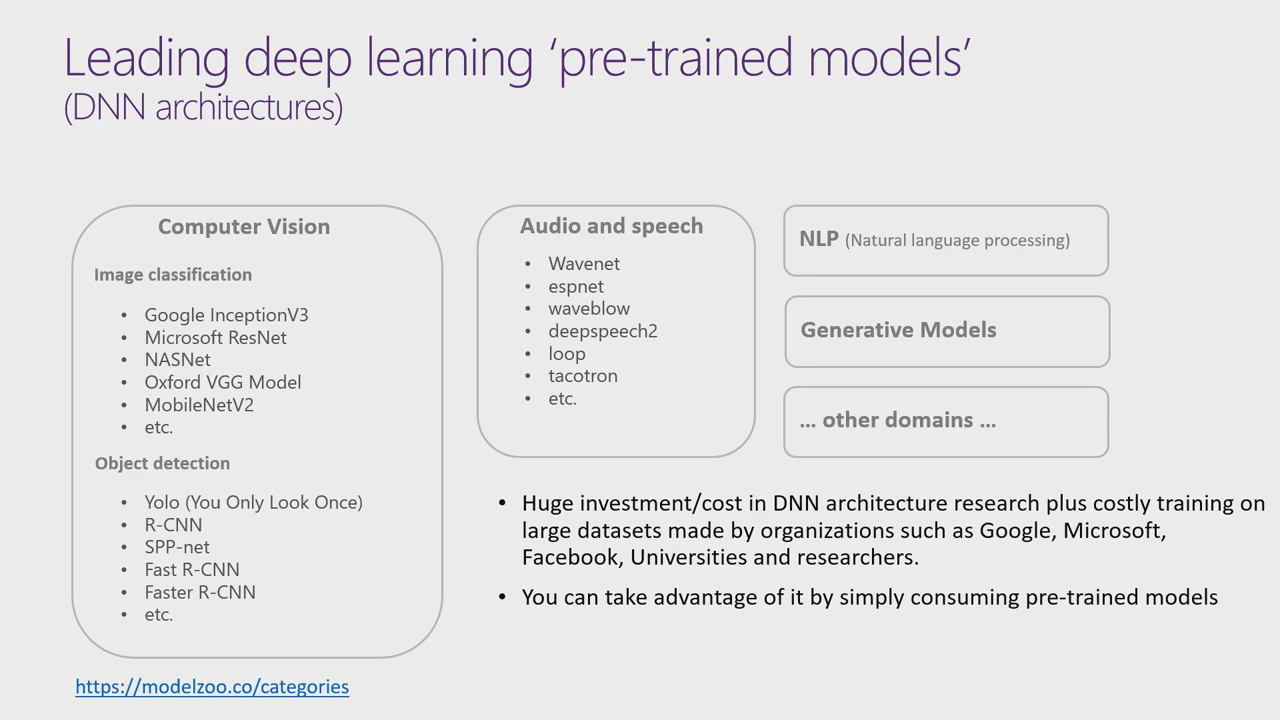 Leading deep learning ‘pre-trained models’
(DNN architectures)
Computer Vision
Image classification
• Google InceptionV3
• Microsoft ResNet
• NASNet
• Oxford VGG Model
• MobileNetV2
• etc.
Object detection
• Yolo (You Only Look Once)
• R-CNN
• SPP-net
• Fast R-CNN
• Faster R-CNN
• etc.
https://modelzoo.co/categories
Audio and speech
• Wavenet
• espnet
• waveblow
• deepspeech2
• loop
• tacotron
• etc.
NLP (Natural language processing)
Generative Models
... other domains ...
• Huge investment/cost in DNN architecture research plus costly training on
large datasets made by organizations such as Google, Microsoft,
Facebook, Universities and researchers.
• You can take advantage of it by simply consuming pre-trained models